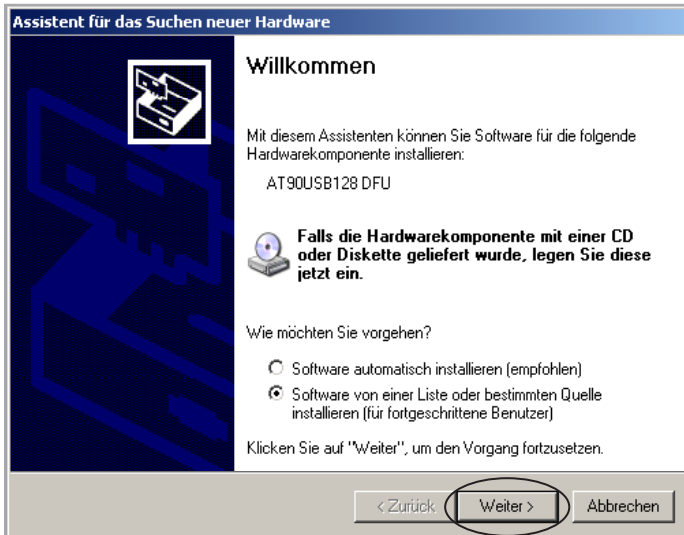 Assistent für das Suchen neuer Hardware
Willkommen
Mit diesem Assistenten können Sie Software für die folgende
Hardwarekomponente installieren:
AT90USB128 DFU
Falls die Hardwarekomponente mit einer CD
oder Diskette geliefert wurde, legen Sie diese
jetzt ein.
Wie möchten Sie vorgehen?
Software automatisch installieren (empfohlen)
Software von einer Liste oder bestimmten Quelle
installieren (für fortgeschrittene Benutzer)
Klicken Sie auf "Weiter", um den Vorgang fortzusetzen.
< Zurück Weiter > Abbrechen